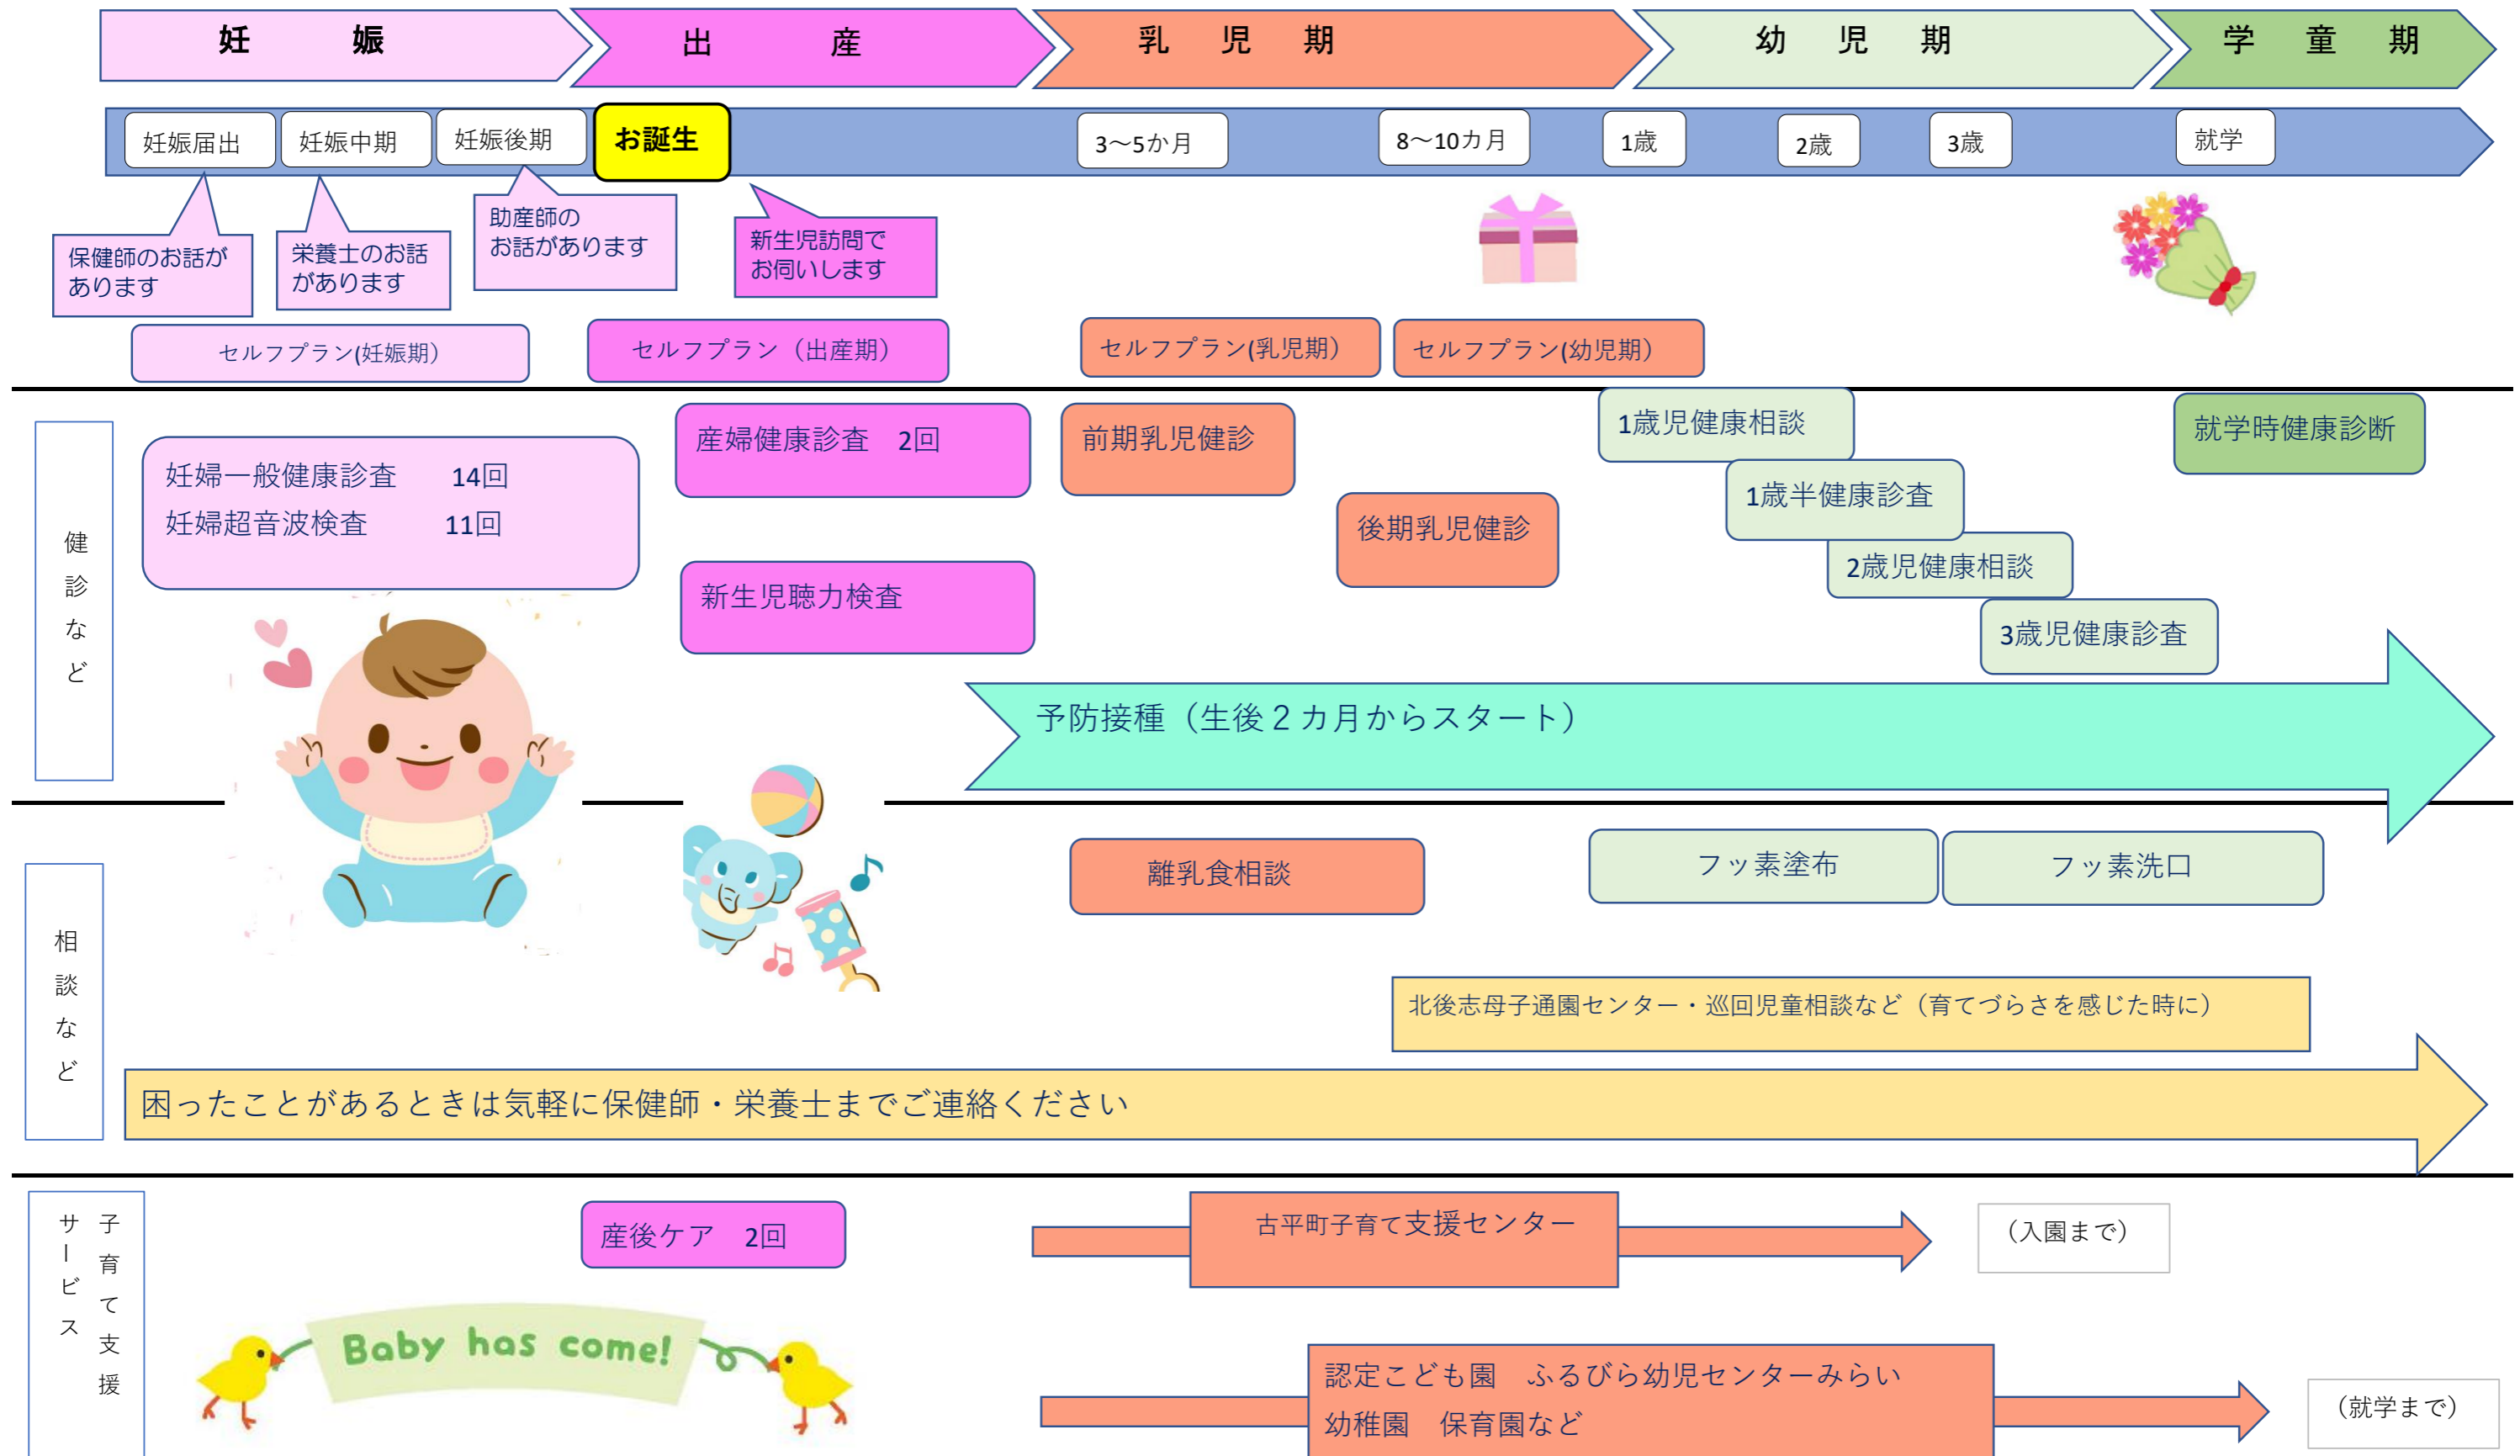 妊娠
出産
乳児期
幼児期
学童期
妊娠届出
妊娠中期
妊娠後期
お誕生
3〜5か月
8〜10カ月
1歳
2歳
3歳
就学
保健師のお話が
あります
栄養士のお話
があります
助産師の
お話があります
新生児訪問で
お伺いします
セルフプラン(妊娠期）
セルフプラン（出産期）
セルフプラン(乳児期）
セルフプラン(幼児期）
健診など
妊婦一般健康診査 14回
妊婦超音波検査 11回
産婦健康診査 2回
新生児聴力検査
前期乳児健診
後期乳児健診
1歳児健康相談
1歳半健康診査
2歳児健康相談
3歳児健康診査
就学時健康診断
予防接種（生後２カ月からスタート）
相談など
離乳食相談
フッ素塗布
フッ素洗口
北後志母子通園センター・巡回児童相談など（育てづらさを感じた時に）
困ったことがあるときは気軽に保健師・栄養士までご連絡ください
子育て支援
サービス
産後ケア 2回
古平町子育て支援センター
（入園まで）
Baby has come!
認定こども園 ふるびら幼児センターみらい
幼稚園 保育園など
（就学まで）